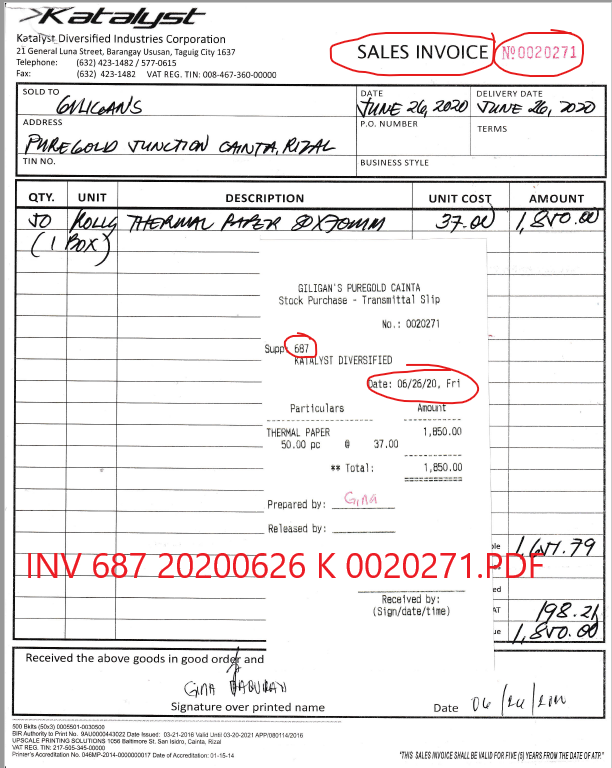 Katalyst
Katalyst Diversified Industries Corporation
21 General Luna Street, Barangay Ususan, Taguig City 1637
Telephone: (632) 423-1482 / 577-0615
Fax: (632) 423-1482 VAT REG. TIN: 008-467-360-00000
SALES INVOICE
Nº 0020271
SOLD TO
GILIGAN'S
DATE
JUNE 26, 2020
DELIVERY DATE
JUNE 26, 2020
ADDRESS
PUREGOLD JUNCTION CAINTA, RIZAL
P.O. NUMBER
TERMS
TIN NO.
BUSINESS STYLE
QTY. UNIT DESCRIPTION UNIT COST AMOUNT
50 ROLLS THERMAL PAPER 80X70MM 37.00 1,850.00
(1 BOX)
GILIGAN'S PUREGOLD CAINTA
Stock Purchase - Transmittal Slip
No.: 0020271
Supp: 687
KATALYST DIVERSIFIED
Date: 06/26/20, Fri
Particulars Amount
THERMAL PAPER 1,850.00
50.00 pc @ 37.00
** Total: 1,850.00
Prepared by: Gina
Released by:
Received by:
(Sign/date/time)
1,651.79
198.21
1,850.00
INV 687 20200626 K 0020271.PDF
Received the above goods in good order and
GINA
Signature over printed name
Date
500 Bklts (50x3) 0005501-0030500
BIR Authority to Print No. 9AU0000443022 Date Issued: 03-21-2016 Valid Until 03-20-2021 APP/080114/2016
UPSCALE PRINTING SOLUTIONS 1056 Baltimore St. San Isidro, Cainta, Rizal
VAT REG. TIN: 217-505-345-00000
Printer's Accreditation No. 046MP-2014-0000000017 Date of Accreditation: 01-15-14
"THIS SALES INVOICE SHALL BE VALID FOR FIVE (5) YEARS FROM THE DATE OF ATP."